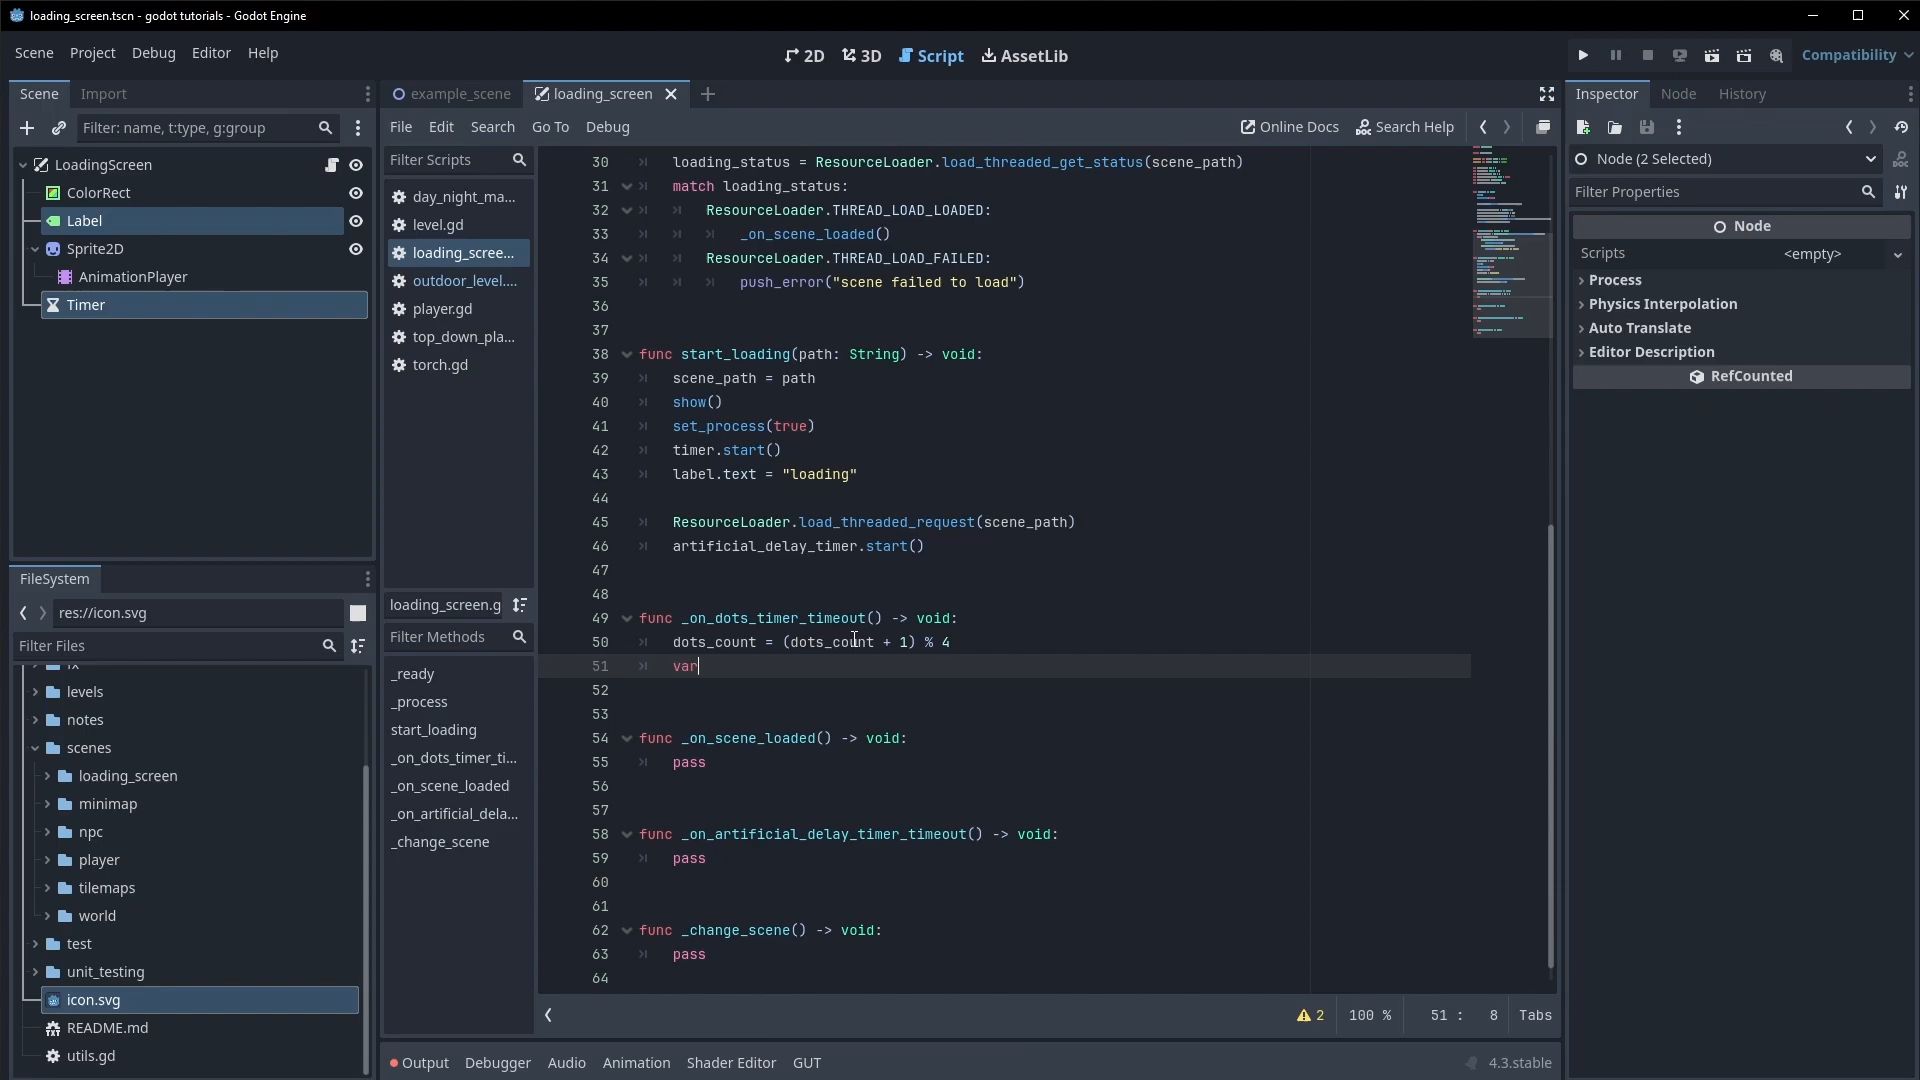 loading_screen.tscn - godot tutorials - Godot Engine
Scene Project Debug Editor Help
2D 3D Script AssetLib
Compatibility
Scene Import
Filter: name, t:type, g:group
LoadingScreen
ColorRect
Label
Sprite2D
AnimationPlayer
Timer
FileSystem
res://icon.svg
Filter Files
levels
notes
scenes
loading_screen
minimap
npc
player
tilemaps
world
test
unit_testing
icon.svg
README.md
utils.gd
example_scene loading_screen
File Edit Search Go To Debug
Online Docs Search Help
Filter Scripts
day_night_ma...
level.gd
loading_scree...
outdoor_level....
player.gd
top_down_pla...
torch.gd
loading_screen.g
Filter Methods
_ready
_process
start_loading
_on_dots_timer_ti...
_on_scene_loaded
_on_artificial_dela...
_change_scene
30 loading_status = ResourceLoader.load_threaded_get_status(scene_path)
31 match loading_status:
32 ResourceLoader.THREAD_LOAD_LOADED:
33 _on_scene_loaded()
34 ResourceLoader.THREAD_LOAD_FAILED:
35 push_error("scene failed to load")
36
37
38 func start_loading(path: String) -> void:
39 scene_path = path
40 show()
41 set_process(true)
42 timer.start()
43 label.text = "loading"
44
45 ResourceLoader.load_threaded_request(scene_path)
46 artificial_delay_timer.start()
47
48
49 func _on_dots_timer_timeout() -> void:
50 dots_count = (dots_count + 1) % 4
51 var
52
53
54 func _on_scene_loaded() -> void:
55 pass
56
57
58 func _on_artificial_delay_timer_timeout() -> void:
59 pass
60
61
62 func _change_scene() -> void:
63 pass
64
2 100 % 51 : 8 Tabs
Output Debugger Audio Animation Shader Editor GUT
4.3.stable
Inspector Node History
Node (2 Selected)
Filter Properties
Node
Scripts <empty>
Process
Physics Interpolation
Auto Translate
Editor Description
RefCounted